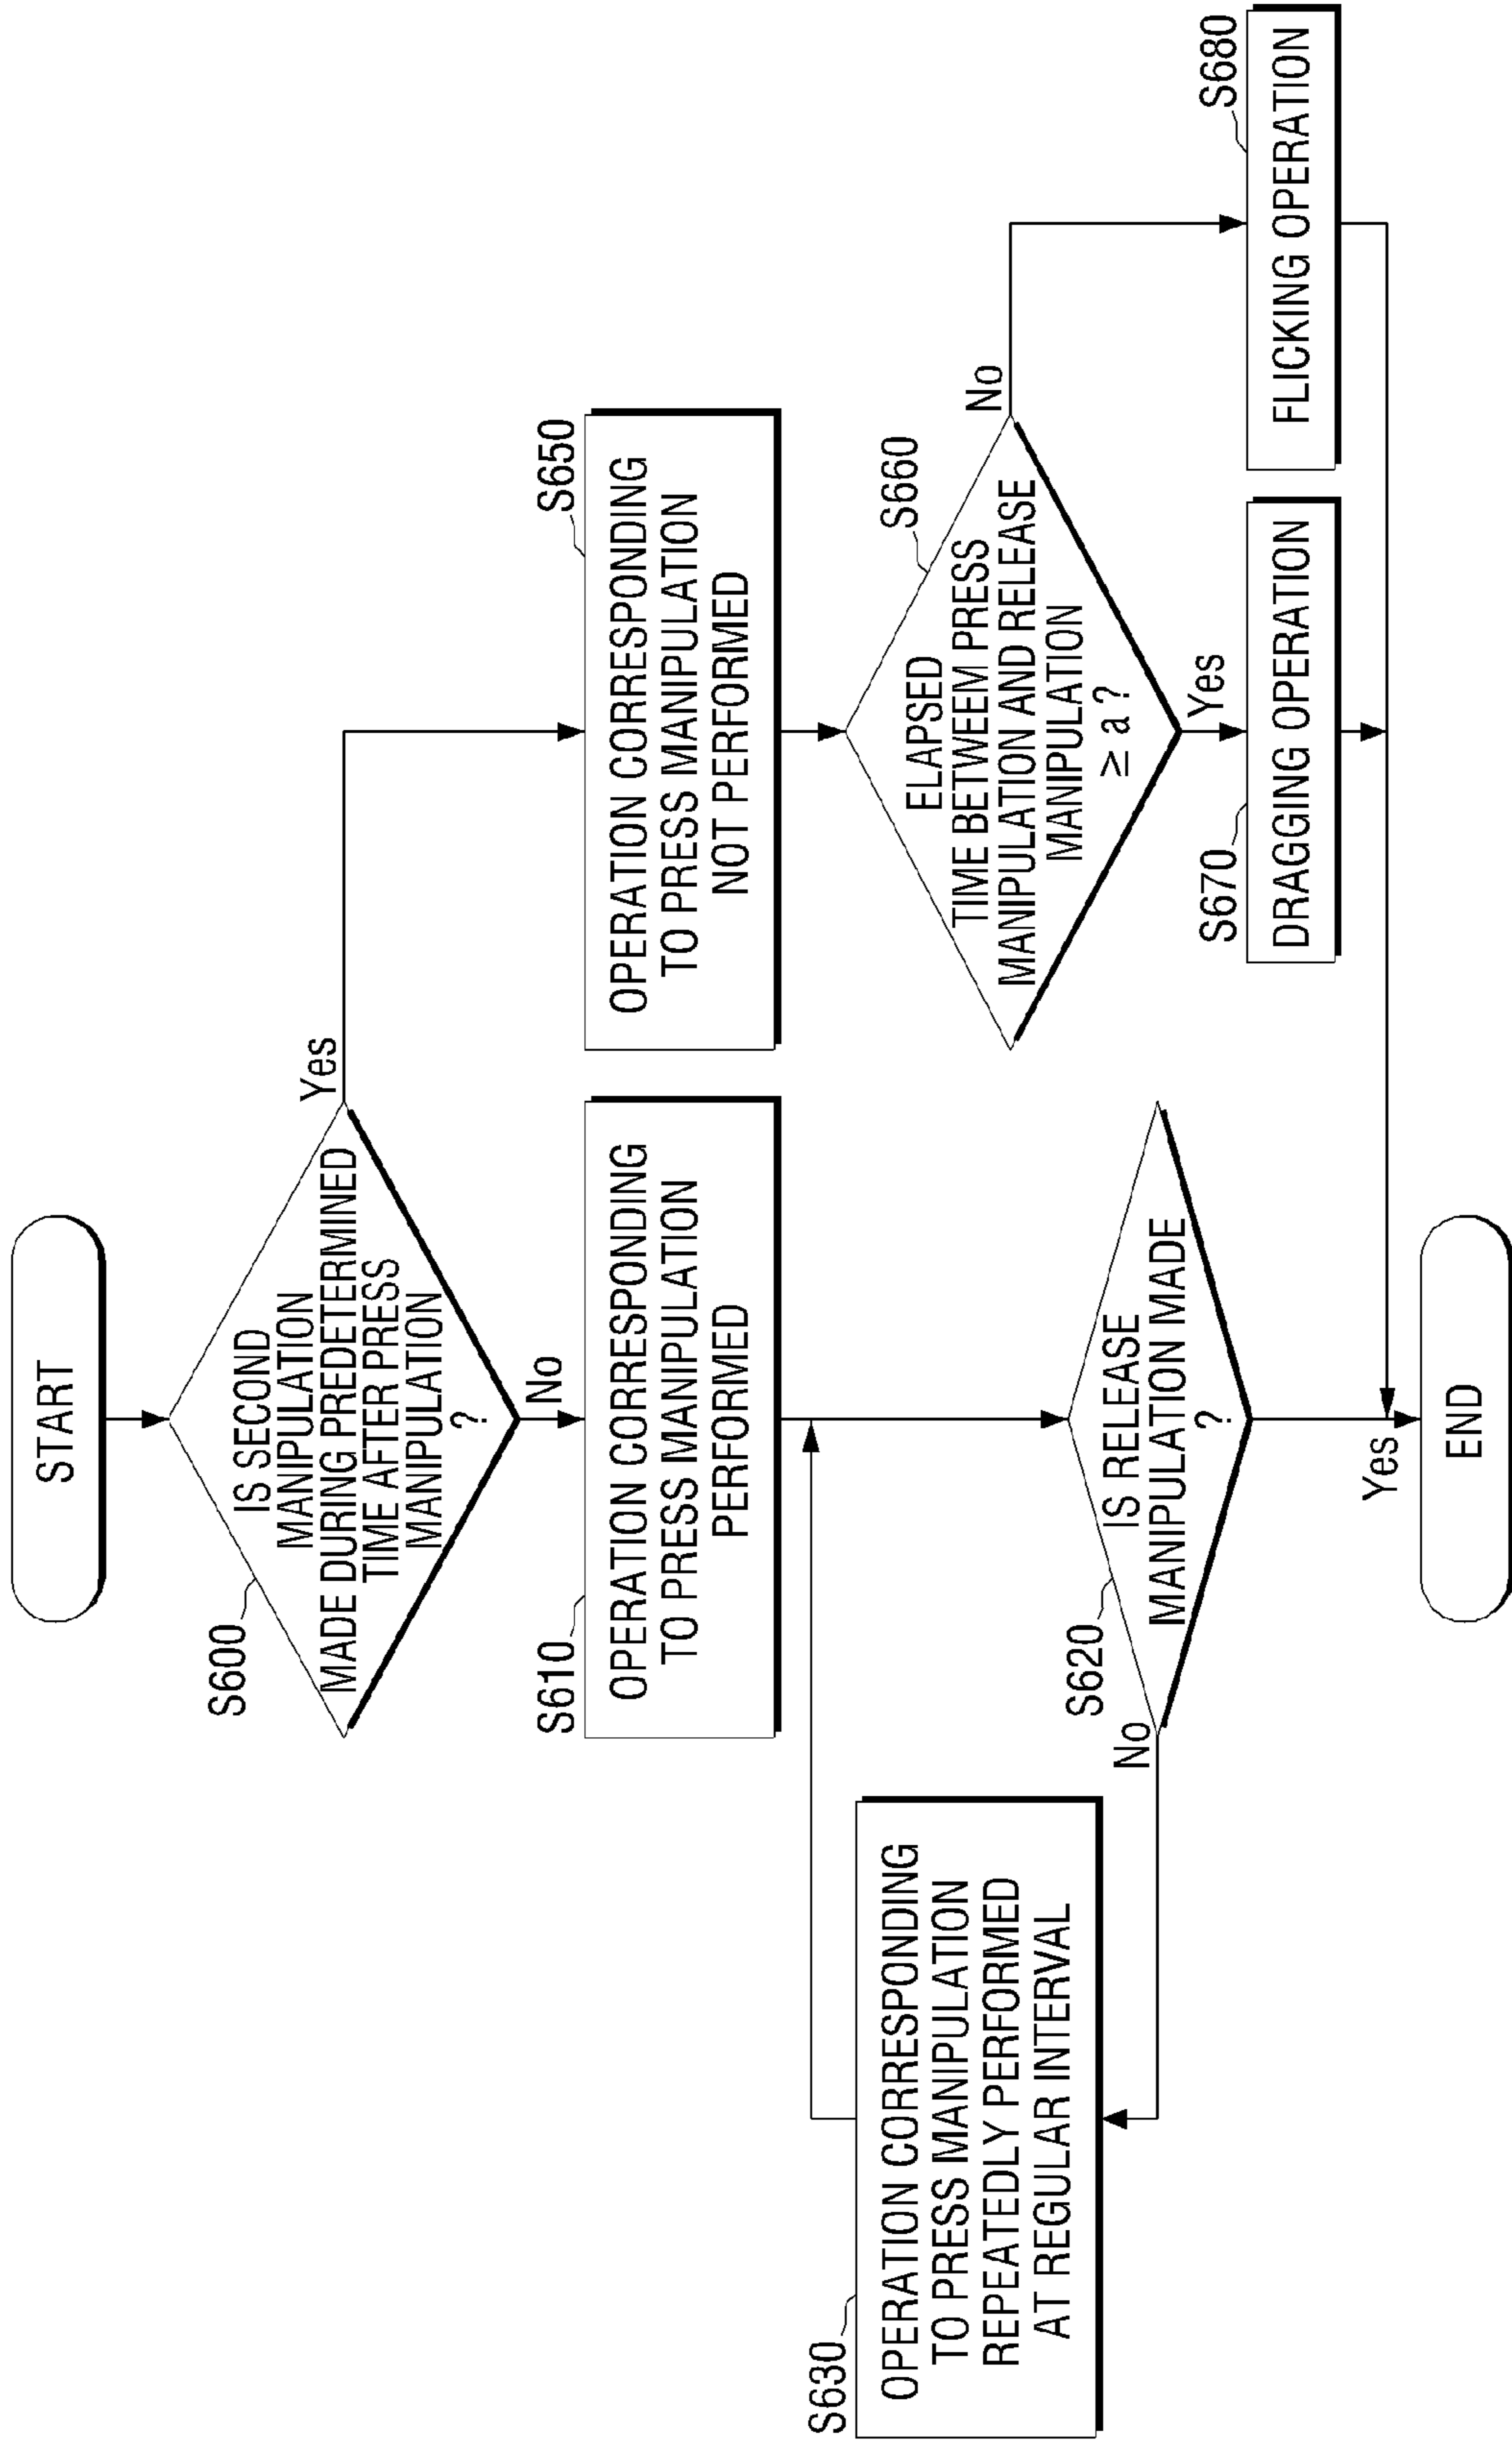 START
S600
IS SECOND
MANIPULATION
MADE DURING PREDETERMINED
TIME AFTER PRESS
MANIPULATION
?
Yes
No
S610
OPERATION CORRESPONDING
TO PRESS MANIPULATION
PERFORMED
S650
OPERATION CORRESPONDING
TO PRESS MANIPULATION
NOT PERFORMED
S630
OPERATION CORRESPONDING
TO PRESS MANIPULATION
REPEATEDLY PERFORMED
AT REGULAR INTERVAL
S660
ELAPSED
TIME BETWEEM PRESS
MANIPULATION AND RELEASE
MANIPULATION
≥ a ?
No
Yes
S620
IS RELEASE
MANIPULATION MADE
?
No
Yes
S670
DRAGGING OPERATION
S680
FLICKING OPERATION
END